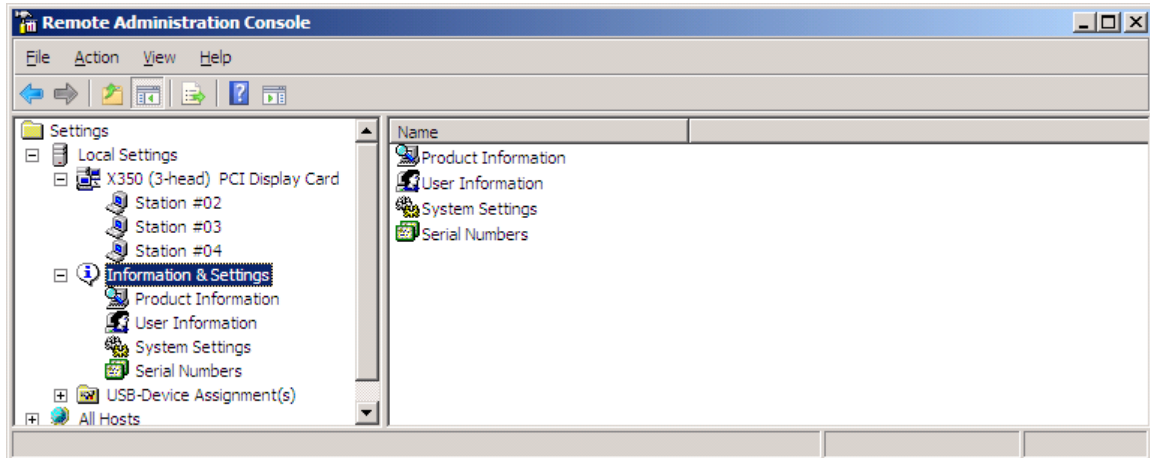 Remote Administration Console
File Action View Help
Settings
Local Settings
X350 (3-head) PCI Display Card
Station #02
Station #03
Station #04
Information & Settings
Product Information
User Information
System Settings
Serial Numbers
USB-Device Assignment(s)
All Hosts
Name
Product Information
User Information
System Settings
Serial Numbers